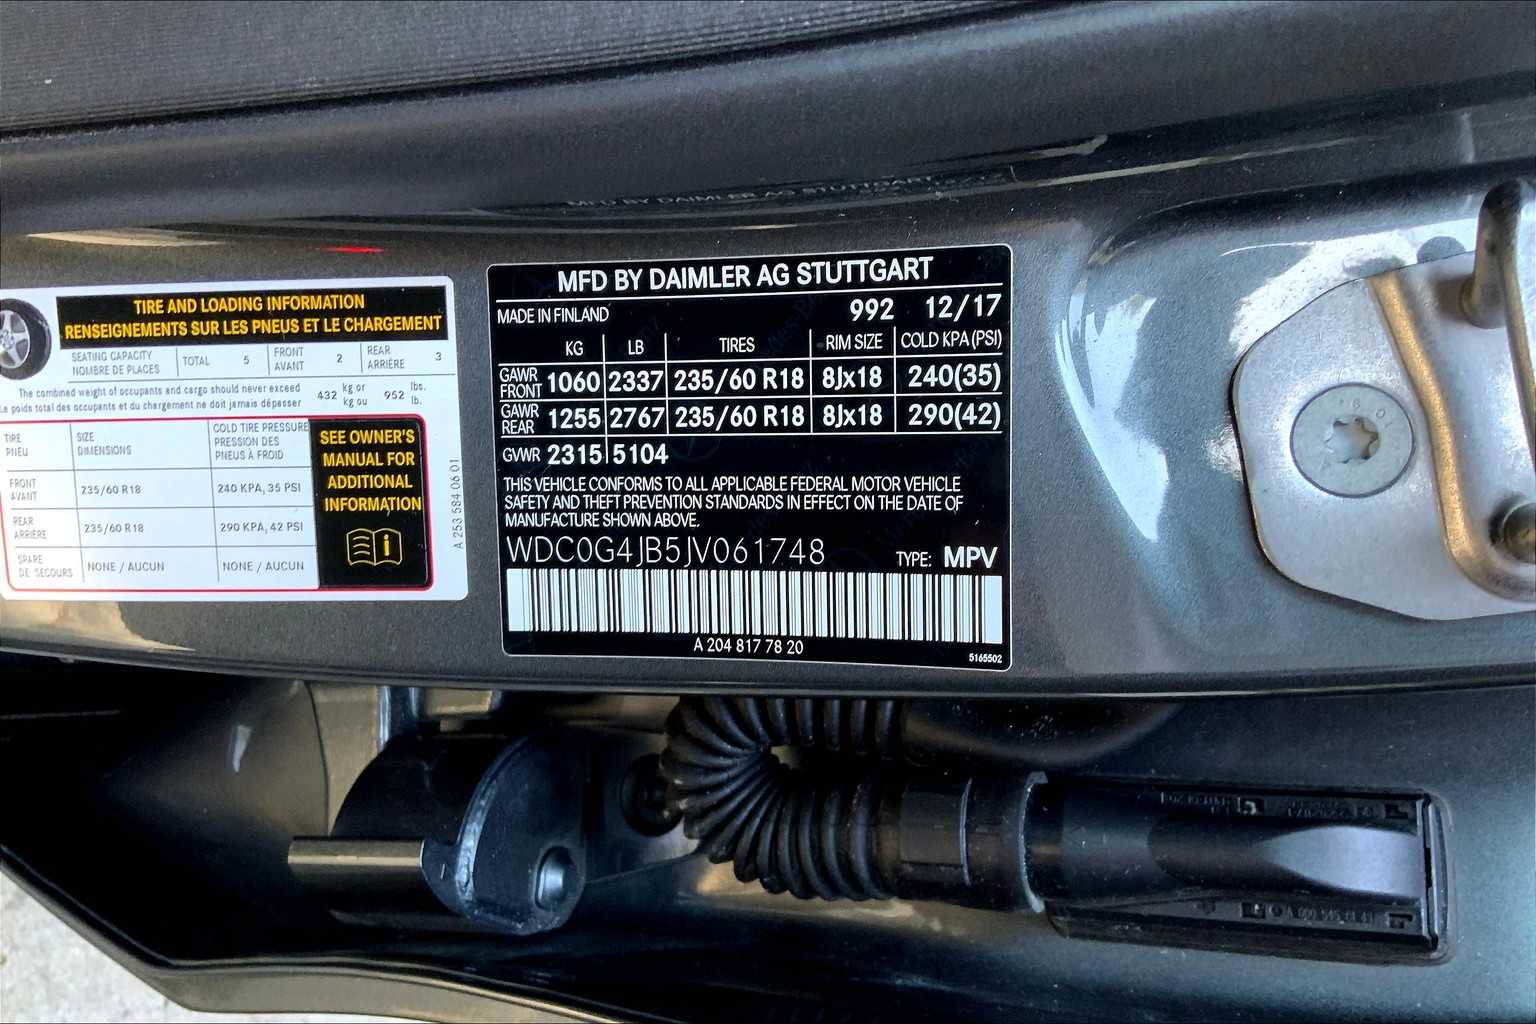 TIRE AND LOADING INFORMATION
RENSEIGNEMENTS SUR LES PNEUS ET LE CHARGEMENT
SEATING CAPACITY
NOMBRE DE PLACES
TOTAL 5
FRONT
AVANT
2
REAR
ARRIÈRE
3
The combined weight of occupants and cargo should never exceed
Le poids total des occupants et du chargement ne doit jamais dépasser
432 kg or
kg ou
952 lbs.
lb.
TIRE
PNEU
SIZE
DIMENSIONS
COLD TIRE PRESSURE
PRESSION DES
PNEUS À FROID
FRONT
AVANT
235/60 R18
240 KPA, 35 PSI
REAR
ARRIÈRE
235/60 R18
290 KPA, 42 PSI
SPARE
DE SECOURS
NONE / AUCUN
NONE / AUCUN
SEE OWNER'S
MANUAL FOR
ADDITIONAL
INFORMATION
A 253 584 06 01
MFD BY DAIMLER AG STUTTGART
MADE IN FINLAND 992 12/17
KG LB TIRES RIM SIZE COLD KPA (PSI)
GAWR
FRONT
1060 2337 235/60 R18 8Jx18 240(35)
GAWR
REAR
1255 2767 235/60 R18 8Jx18 290(42)
GVWR 2315 5104
THIS VEHICLE CONFORMS TO ALL APPLICABLE FEDERAL MOTOR VEHICLE
SAFETY AND THEFT PREVENTION STANDARDS IN EFFECT ON THE DATE OF
MANUFACTURE SHOWN ABOVE.
WDC0G4JB5JV061748 TYPE: MPV
A 204 817 78 20
5165502